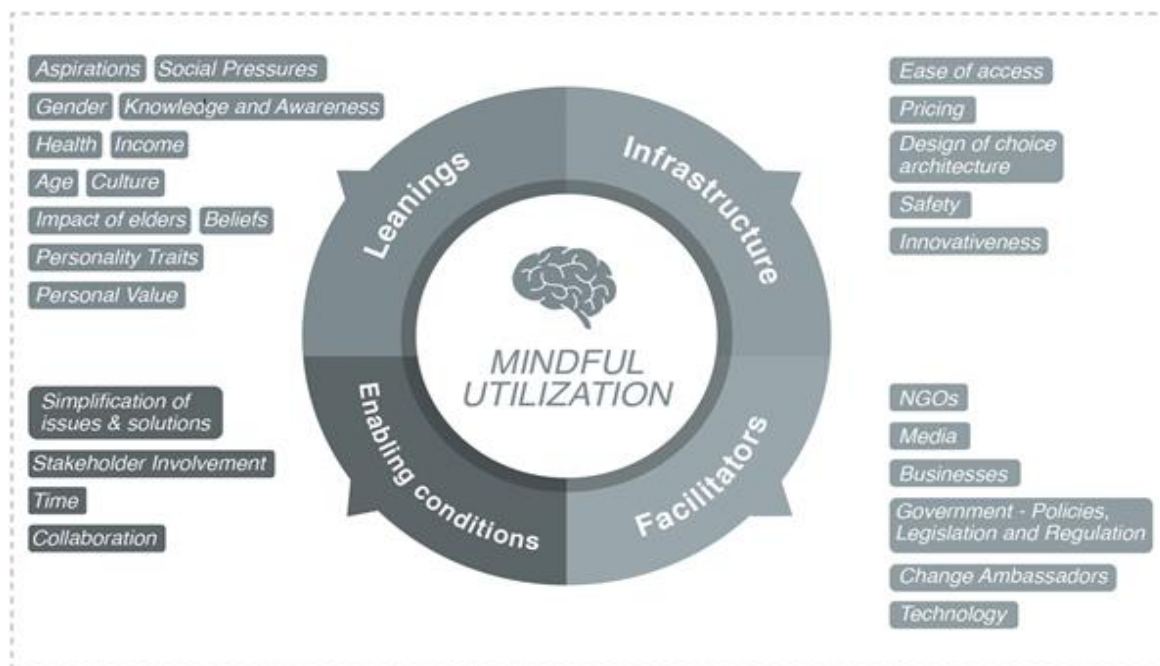 Aspirations Social Pressures
Gender Knowledge and Awareness
Health Income
Age Culture
Impact of elders Beliefs
Personality Traits
Personal Value
Leanings
Infrastructure
Ease of access
Pricing
Design of choice
architecture
Safety
Innovativeness
MINDFUL
UTILIZATION
Simplification of
issues & solutions
Stakeholder Involvement
Time
Collaboration
Enabling conditions
Facilitators
NGOs
Media
Businesses
Government - Policies,
Legislation and Regulation
Change Ambassadors
Technology